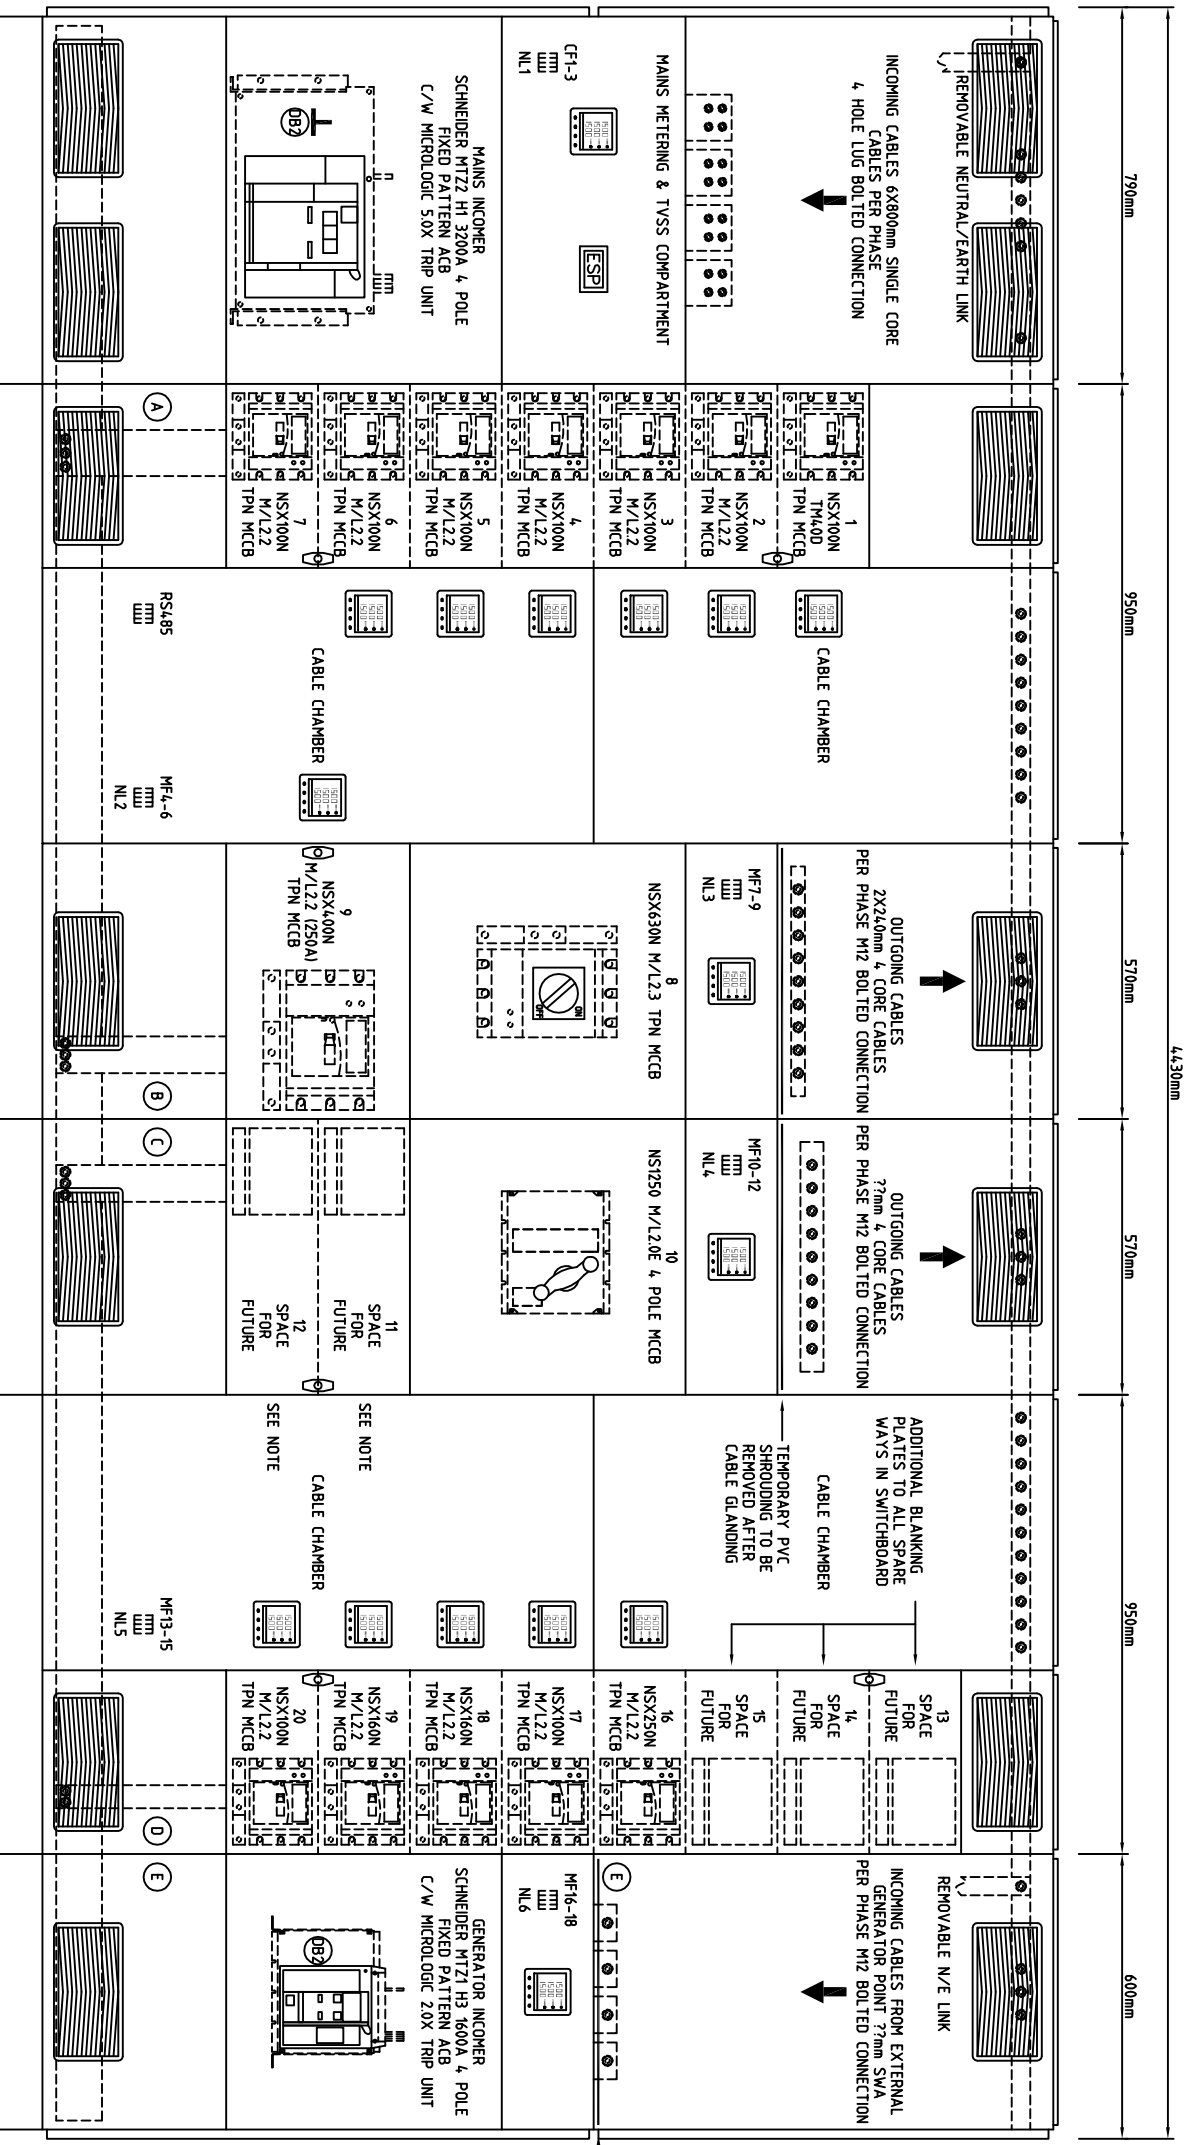 4430mm
790mm
950mm
570mm
570mm
950mm
600mm
REMOVABLE NEUTRAL/EARTH LINK
INCOMING CABLES 6X800mm SINGLE CORE
CABLES PER PHASE
4 HOLE LUG BOLTED CONNECTION
MAINS METERING & TVSS COMPARTMENT
CF1-3
NL1
ESP
MAINS INCOMER
SCHNEIDER MTZ2 H1 3200A 4 POLE
FIXED PATTERN ACB
C/W MICROLOGIC 5.0X TRIP UNIT
DB2
1
NSX100N
TM40D
TPN MCCB
2
NSX100N
M/L2.2
TPN MCCB
3
NSX100N
M/L2.2
TPN MCCB
4
NSX100N
M/L2.2
TPN MCCB
5
NSX100N
M/L2.2
TPN MCCB
6
NSX100N
M/L2.2
TPN MCCB
7
NSX100N
M/L2.2
TPN MCCB
A
CABLE CHAMBER
CABLE CHAMBER
RS485
MF4-6
NL2
OUTGOING CABLES
2X240mm 4 CORE CABLES
PER PHASE M12 BOLTED CONNECTION
MF7-9
NL3
8
NSX630N M/L2.3 TPN MCCB
ON
OFF
9
NSX400N
M/L2.2 (250A)
TPN MCCB
B
OUTGOING CABLES
??mm 4 CORE CABLES
PER PHASE M12 BOLTED CONNECTION
MF10-12
NL4
10
NS1250 M/L2.0E 4 POLE MCCB
11
SPACE
FOR
FUTURE
12
SPACE
FOR
FUTURE
C
ADDITIONAL BLANKING
PLATES TO ALL SPARE
WAYS IN SWITCHBOARD
CABLE CHAMBER
TEMPORARY PVC
SHROUDING TO BE
REMOVED AFTER
CABLE GLANDING
SEE NOTE
SEE NOTE
CABLE CHAMBER
MF13-15
NL5
13
SPACE
FOR
FUTURE
14
SPACE
FOR
FUTURE
15
SPACE
FOR
FUTURE
16
NSX250N
M/L2.2
TPN MCCB
17
NSX100N
M/L2.2
TPN MCCB
18
NSX160N
M/L2.2
TPN MCCB
19
NSX160N
M/L2.2
TPN MCCB
20
NSX100N
M/L2.2
TPN MCCB
D
REMOVABLE N/E LINK
INCOMING CABLES FROM EXTERNAL
GENERATOR POINT ??mm SWA
PER PHASE M12 BOLTED CONNECTION
E
MF16-18
NL6
GENERATOR INCOMER
SCHNEIDER MTZ1 H3 1600A 4 POLE
FIXED PATTERN ACB
C/W MICROLOGIC 2.0X TRIP UNIT
DB2
E